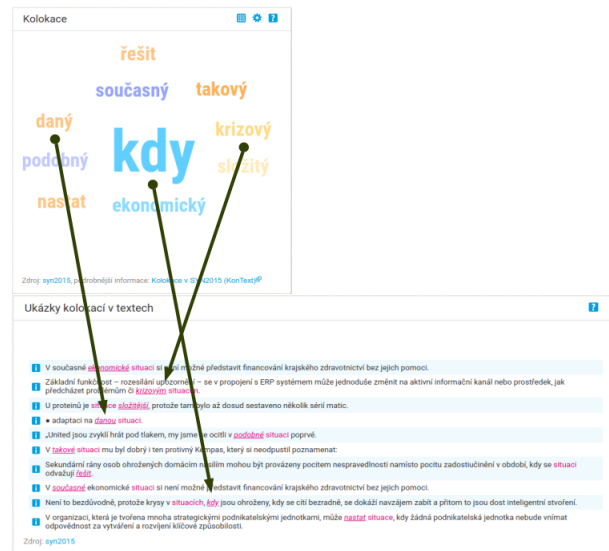 Kolokace
řešit
současný takový
daný
krizový
kdy
podobný
složitý
nastat
ekonomický
Zdroj: syn2015, podrobnější informace: Kolokace v SYN2015 (KonText)
Ukázky kolokací v textech
V současné ekonomické situaci si není možné představit financování krajského zdravotnictví bez jejich pomoci.
Základní funkčnost – rozesílání upozornění – se v propojení s ERP systémem může jednoduše změnit na aktivní informační kanál nebo prostředek, jak
předcházet problémům či krizovým situacím.
U proteinů je situace složitější, protože tam bylo až dosud sestaveno několik sérií matic.
● adaptaci na danou situaci.
„United jsou zvyklí hrát pod tlakem, my jsme se ocitli v podobné situaci poprvé.
V takové situaci mu byl dobrý i ten protivný Kempas, který si neodpustil poznamenat:
Sekundární rány osob ohrožených domácím násilím mohou být provázeny pocitem nespravedlnosti namísto pocitu zadostiučinění v období, kdy se situaci
odvažují řešit.
V současné ekonomické situaci si není možné představit financování krajského zdravotnictví bez jejich pomoci.
Není to bezdůvodně, protože krysy v situacích, kdy jsou ohroženy, kdy se cítí bezradně, se dokáží navzájem zabít a přitom to jsou dost inteligentní stvoření.
V organizaci, která je tvořena mnoha strategickými podnikatelskými jednotkami, může nastat situace, kdy žádná podnikatelská jednotka nebude vnímat
odpovědnost za vytváření a rozvíjení klíčové způsobilosti.
Zdroj: syn2015